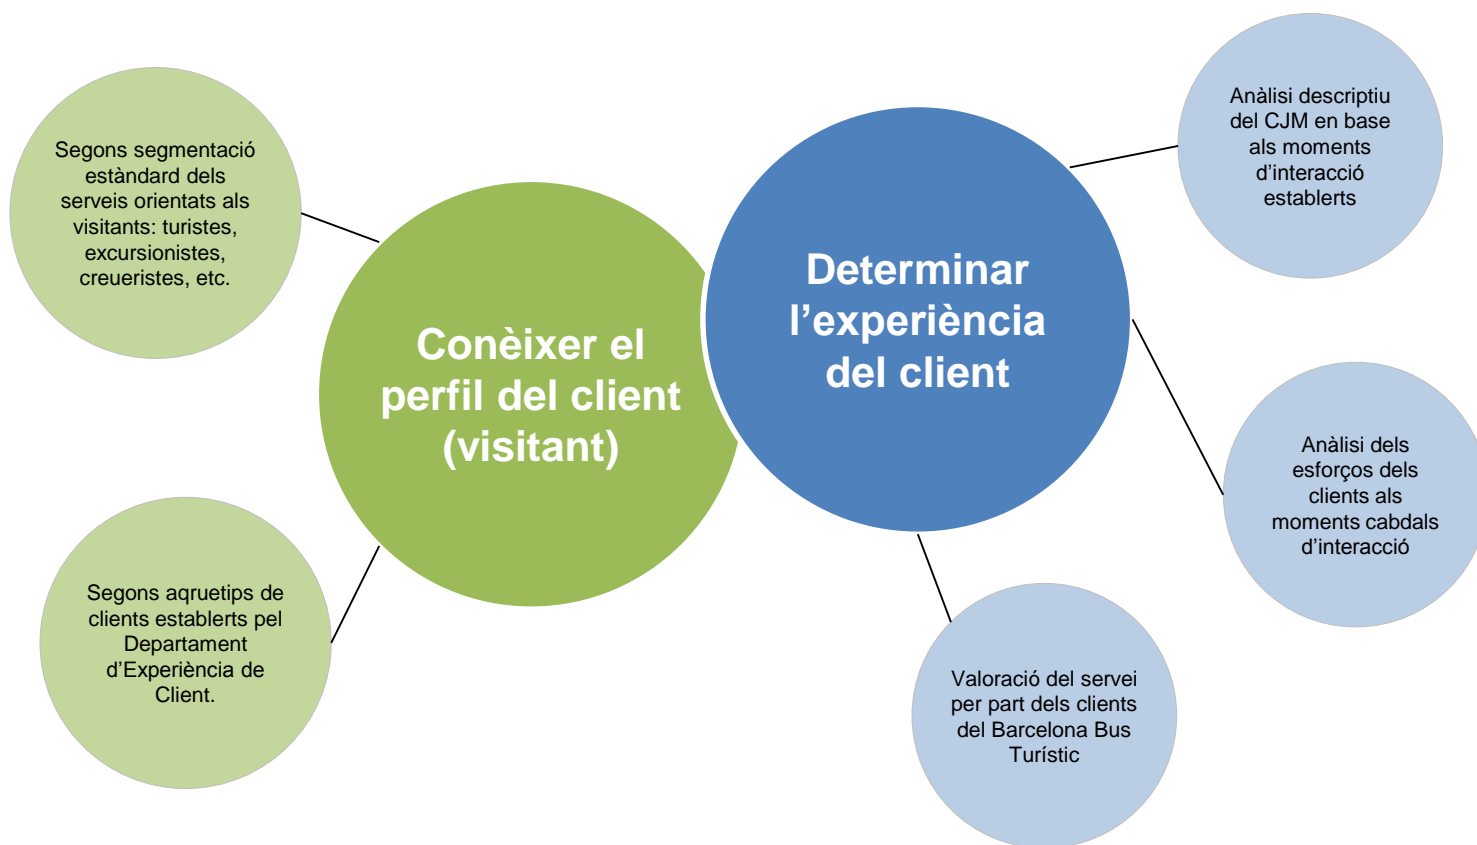 Segons segmentació
estàndard dels
serveis orientats als
visitants: turistes,
excursionistes,
creueristes, etc.
Conèixer el
perfil del client
(visitant)
Segons aqruetips de
clients establerts pel
Departament
d’Experiència de
Client.
Determinar
l’experiència
del client
Anàlisi descriptiu
del CJM en base
als moments
d’interacció
establerts
Anàlisi dels
esforços dels
clients als
moments cabdals
d’interacció
Valoració del servei
per part dels clients
del Barcelona Bus
Turístic